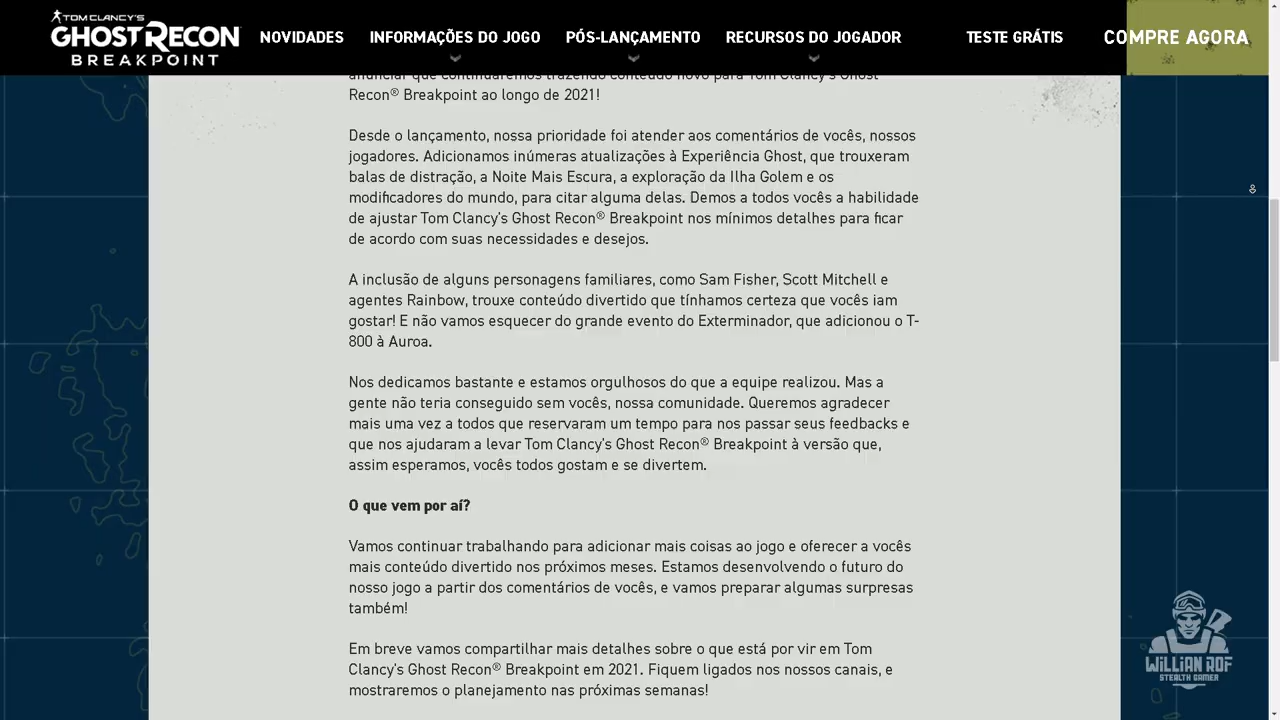 TOM CLANCY'S
GHOST RECON
BREAKPOINT
NOVIDADES
INFORMAÇÕES DO JOGO
PÓS-LANÇAMENTO
RECURSOS DO JOGADOR
TESTE GRÁTIS
COMPRE AGORA
anunciar que continuaremos trazendo conteúdo novo para Tom Clancy's Ghost
Recon® Breakpoint ao longo de 2021!
Desde o lançamento, nossa prioridade foi atender aos comentários de vocês, nossos
jogadores. Adicionamos inúmeras atualizações à Experiência Ghost, que trouxeram
balas de distração, a Noite Mais Escura, a exploração da Ilha Golem e os
modificadores do mundo, para citar alguma delas. Demos a todos vocês a habilidade
de ajustar Tom Clancy's Ghost Recon® Breakpoint nos mínimos detalhes para ficar
de acordo com suas necessidades e desejos.
A inclusão de alguns personagens familiares, como Sam Fisher, Scott Mitchell e
agentes Rainbow, trouxe conteúdo divertido que tínhamos certeza que vocês iam
gostar! E não vamos esquecer do grande evento do Exterminador, que adicionou o T-
800 à Auroa.
Nos dedicamos bastante e estamos orgulhosos do que a equipe realizou. Mas a
gente não teria conseguido sem vocês, nossa comunidade. Queremos agradecer
mais uma vez a todos que reservaram um tempo para nos passar seus feedbacks e
que nos ajudaram a levar Tom Clancy's Ghost Recon® Breakpoint à versão que,
assim esperamos, vocês todos gostam e se divertem.
O que vem por aí?
Vamos continuar trabalhando para adicionar mais coisas ao jogo e oferecer a vocês
mais conteúdo divertido nos próximos meses. Estamos desenvolvendo o futuro do
nosso jogo a partir dos comentários de vocês, e vamos preparar algumas surpresas
também!
Em breve vamos compartilhar mais detalhes sobre o que está por vir em Tom
Clancy's Ghost Recon® Breakpoint em 2021. Fiquem ligados nos nossos canais, e
mostraremos o planejamento nas próximas semanas!
WILLIAN ROF
STEALTH GAMER